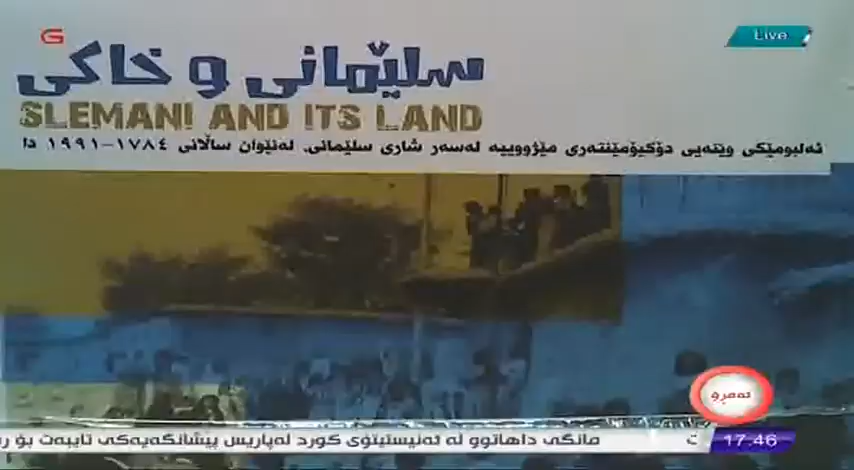 G
Live
سلێمانی و خاکی
SLEMANI AND ITS LAND
ئەلبومێکی وێنەیی دۆکیۆمێنتەری مێژووییە لەسەر شاری سلێمانی. لەنێوان ساڵانی ١٧٨٤-١٩٩١ دا
ئەمڕۆ
مانگی داهاتوو لە ئەنیستیتۆی کورد لەپاریس پیشانگەیەکی تایبەت بۆ
17.46